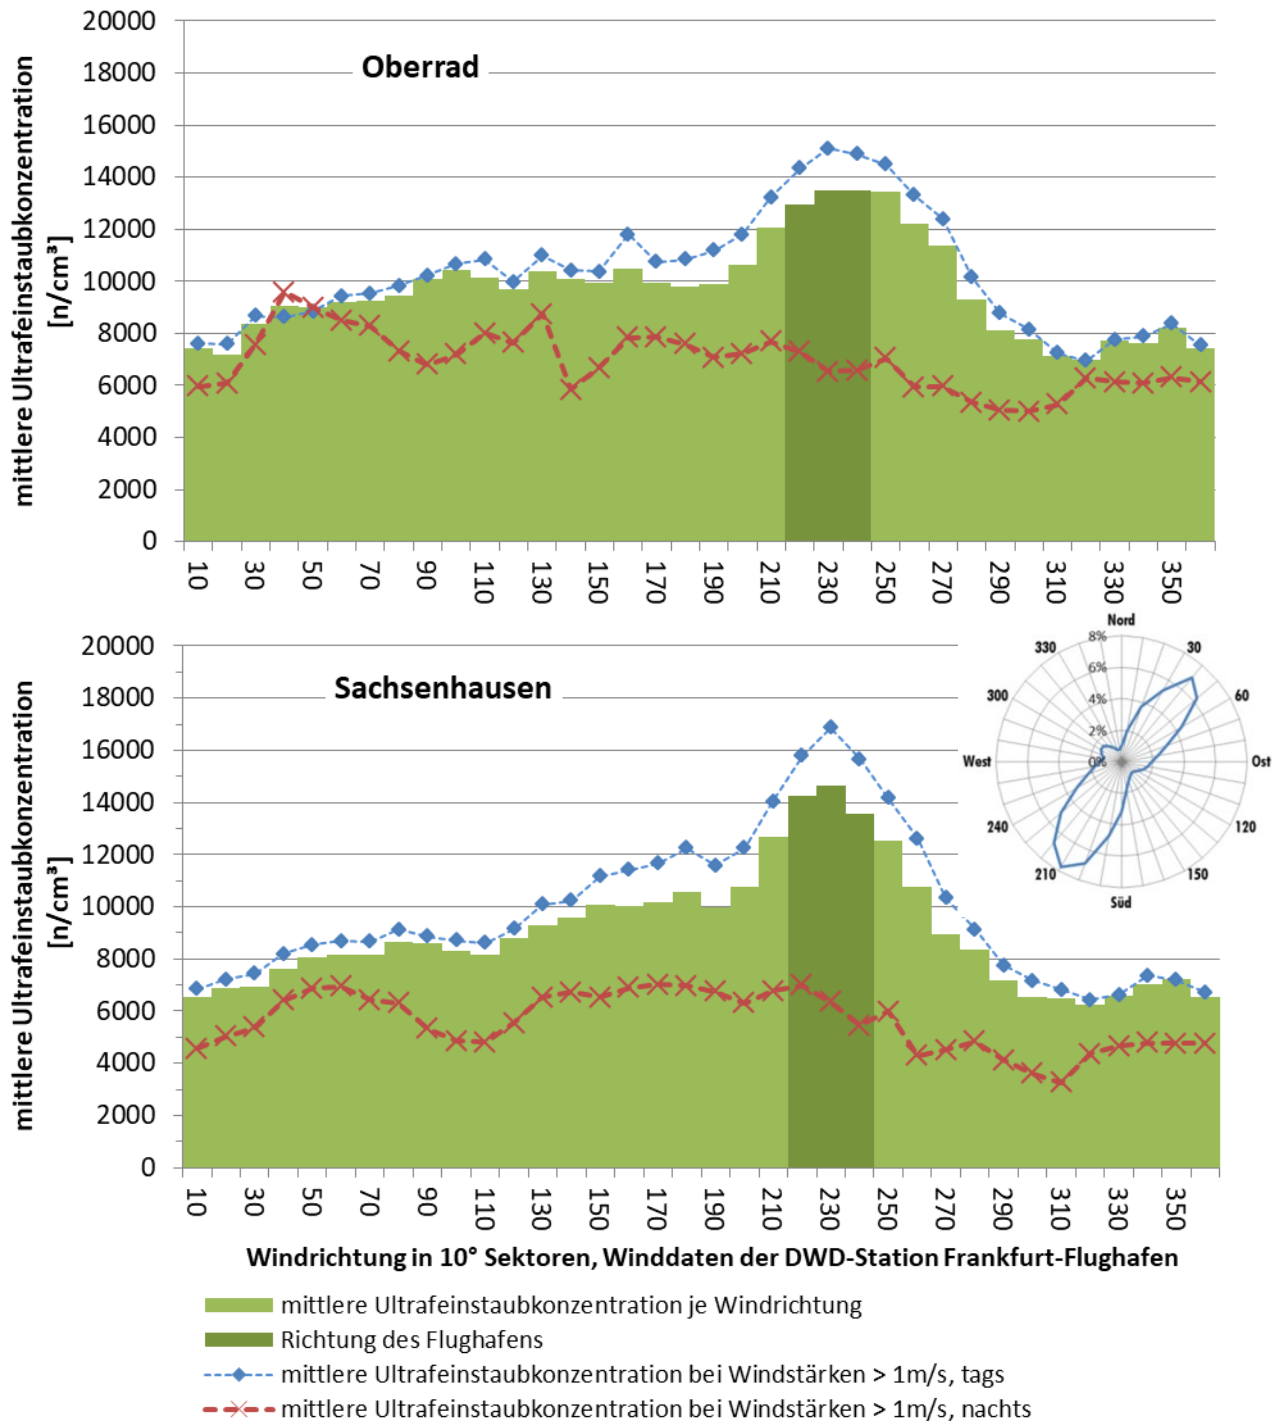 Oberrad
mittlere Ultrafeinstaubkonzentration
[n/cm³]
20000
18000
16000
14000
12000
10000
8000
6000
4000
2000
0
10 30 50 70 90 110 130 150 170 190 210 230 250 270 290 310 330 350
Sachsenhausen
mittlere Ultrafeinstaubkonzentration
[n/cm³]
20000
18000
16000
14000
12000
10000
8000
6000
4000
2000
0
10 30 50 70 90 110 130 150 170 190 210 230 250 270 290 310 330 350
Nord
8%
6%
4%
2%
0%
30
60
Ost
120
150
Süd
210
240
West
300
330
Windrichtung in 10° Sektoren, Winddaten der DWD-Station Frankfurt-Flughafen
mittlere Ultrafeinstaubkonzentration je Windrichtung
Richtung des Flughafens
mittlere Ultrafeinstaubkonzentration bei Windstärken > 1m/s, tags
mittlere Ultrafeinstaubkonzentration bei Windstärken > 1m/s, nachts